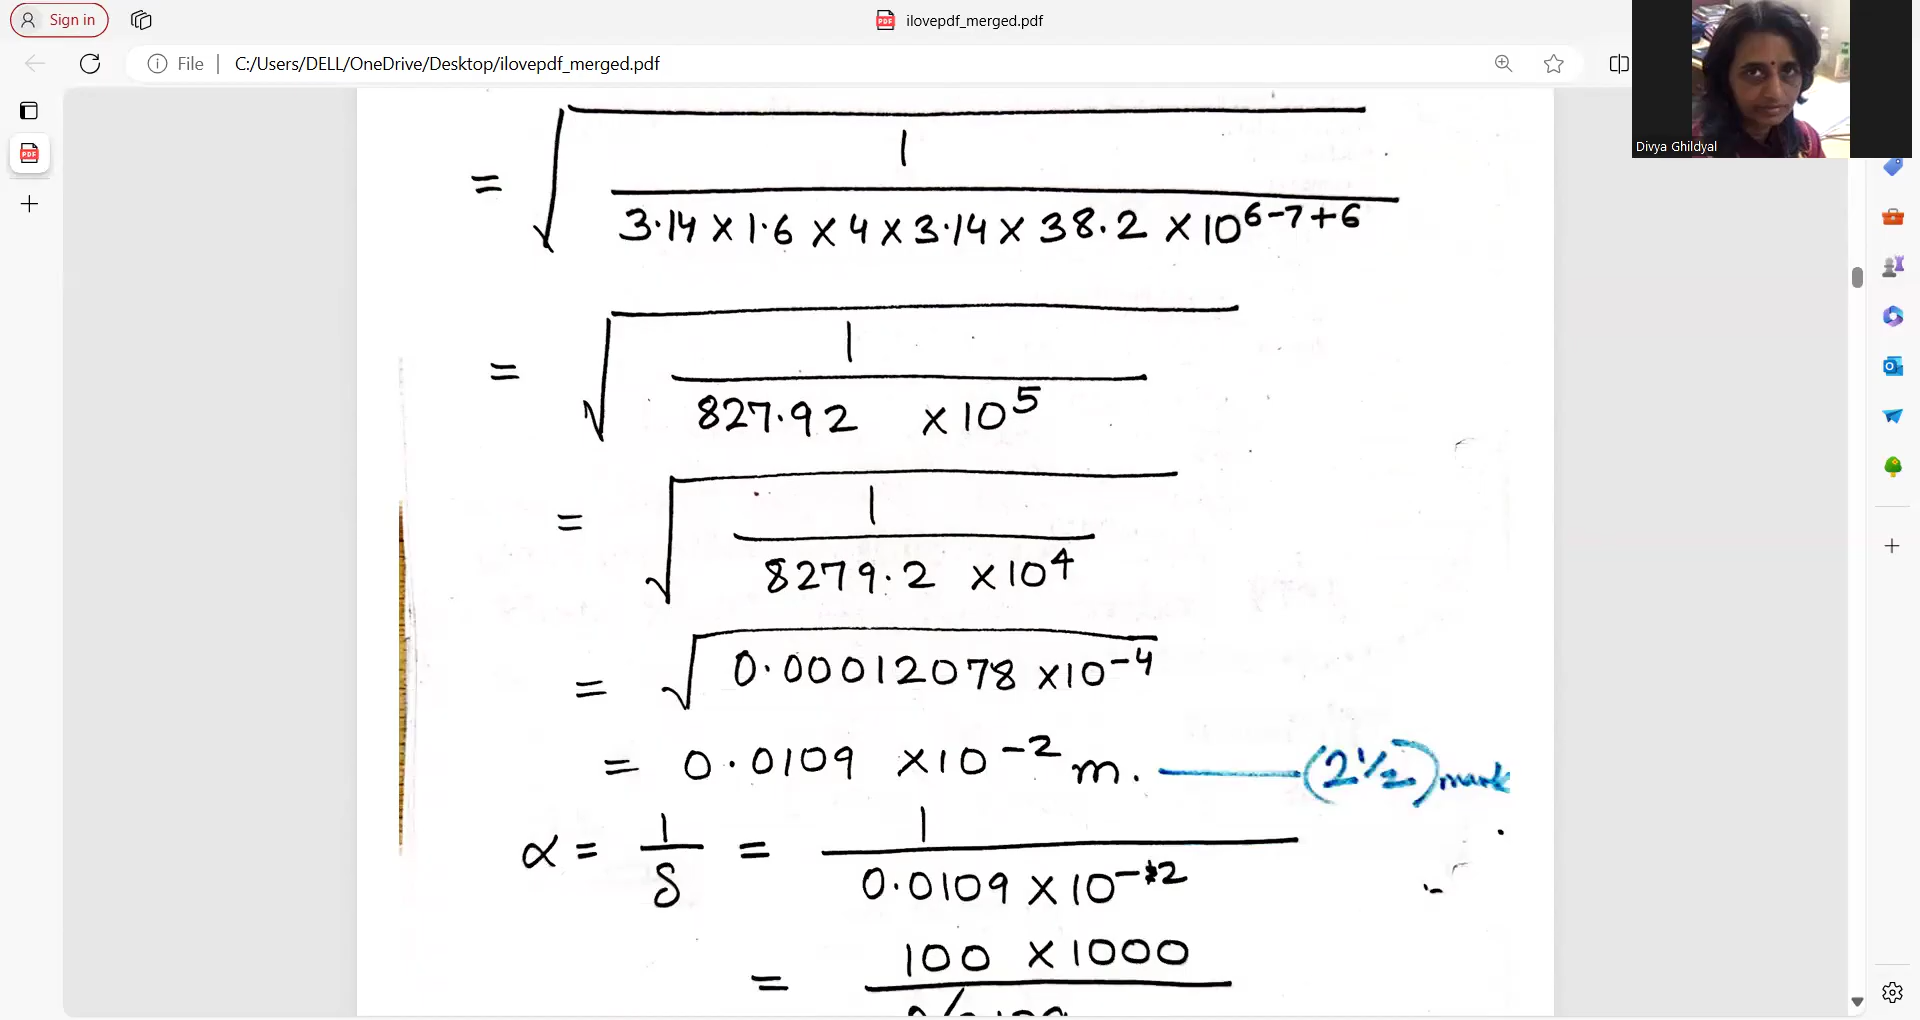 Sign in
ilovepdf_merged.pdf
File | C:/Users/DELL/OneDrive/Desktop/ilovepdf_merged.pdf
Divya Ghildyal
= √ 1
3.14 × 1.6 × 4 × 3.14 × 38.2 × 10^6-7+6
= √ 1
827.92 × 10^5
= √ 1
8279.2 × 10^4
= √ 0.00012078 × 10^-4
= 0.0109 × 10^-2 m. (2 1/2) mark
α = 1/δ = 1
0.0109 × 10^-2
= 100 × 1000